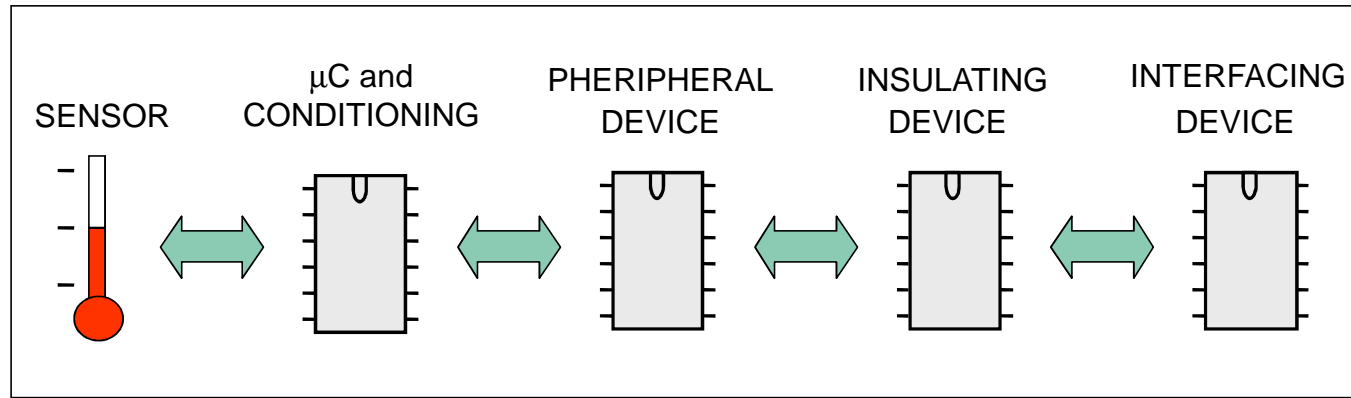 SENSOR
μC and
CONDITIONING
PHERIPHERAL
DEVICE
INSULATING
DEVICE
INTERFACING
DEVICE